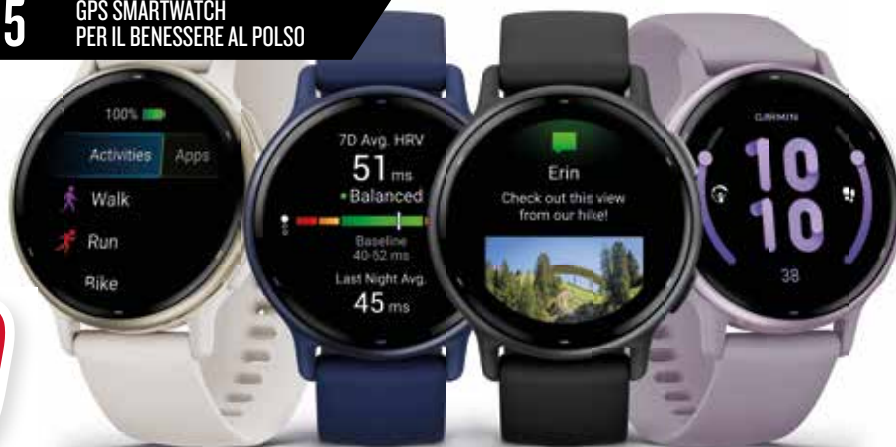 5
GPS SMARTWATCH
PER IL BENESSERE AL POLSO
100%
Activities Apps
Walk
Run
Bike
7D Avg. HRV
51 ms
Balanced
Baseline
40-52 ms
Last Night Avg.
45 ms
Erin
Check out this view
from our hike!
GARMIN
10
10
38